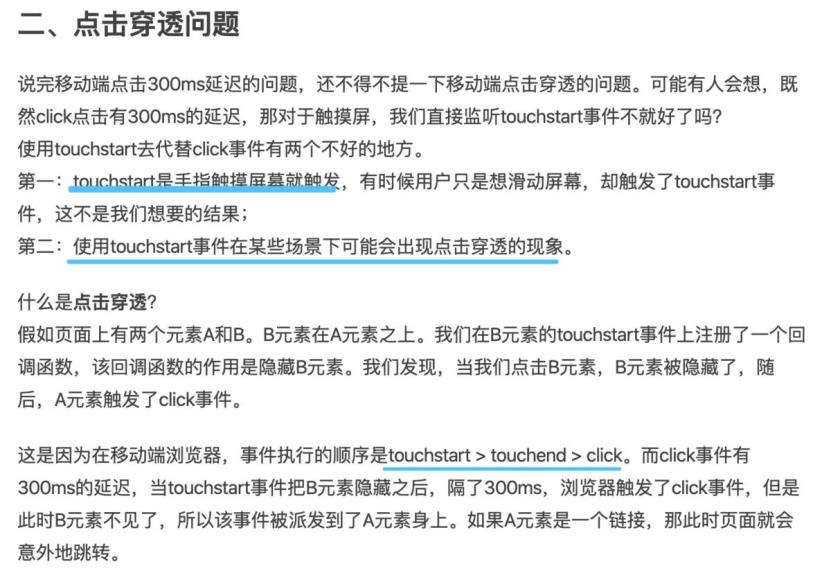 二、点击穿透问题
说完移动端点击300ms延迟的问题，还不得不提一下移动端点击穿透的问题。可能有人会想，既
然click点击有300ms的延迟，那对于触摸屏，我们直接监听touchstart事件不就好了吗？
使用touchstart去代替click事件有两个不好的地方。
第一：touchstart是手指触摸屏幕就触发，有时候用户只是想滑动屏幕，却触发了touchstart事
件，这不是我们想要的结果；
第二：使用touchstart事件在某些场景下可能会出现点击穿透的现象。
什么是点击穿透？
假如页面上有两个元素A和B。B元素在A元素之上。我们在B元素的touchstart事件上注册了一个回
调函数，该回调函数的作用是隐藏B元素。我们发现，当我们点击B元素，B元素被隐藏了，随
后，A元素触发了click事件。
这是因为在移动端浏览器，事件执行的顺序是touchstart > touchend > click。而click事件有
300ms的延迟，当touchstart事件把B元素隐藏之后，隔了300ms，浏览器触发了click事件，但是
此时B元素不见了，所以该事件被派发到了A元素身上。如果A元素是一个链接，那此时页面就会
意外地跳转。